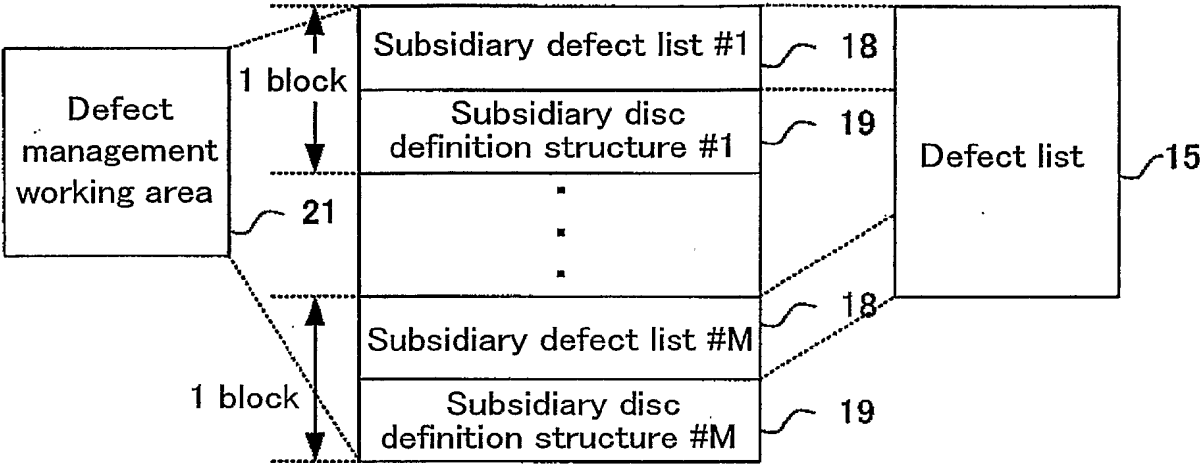 Defect
management
working area
21
1 block
Subsidiary defect list #1
18
Subsidiary disc
definition structure #1
19
Defect list
15
1 block
Subsidiary defect list #M
18
Subsidiary disc
definition structure #M
19